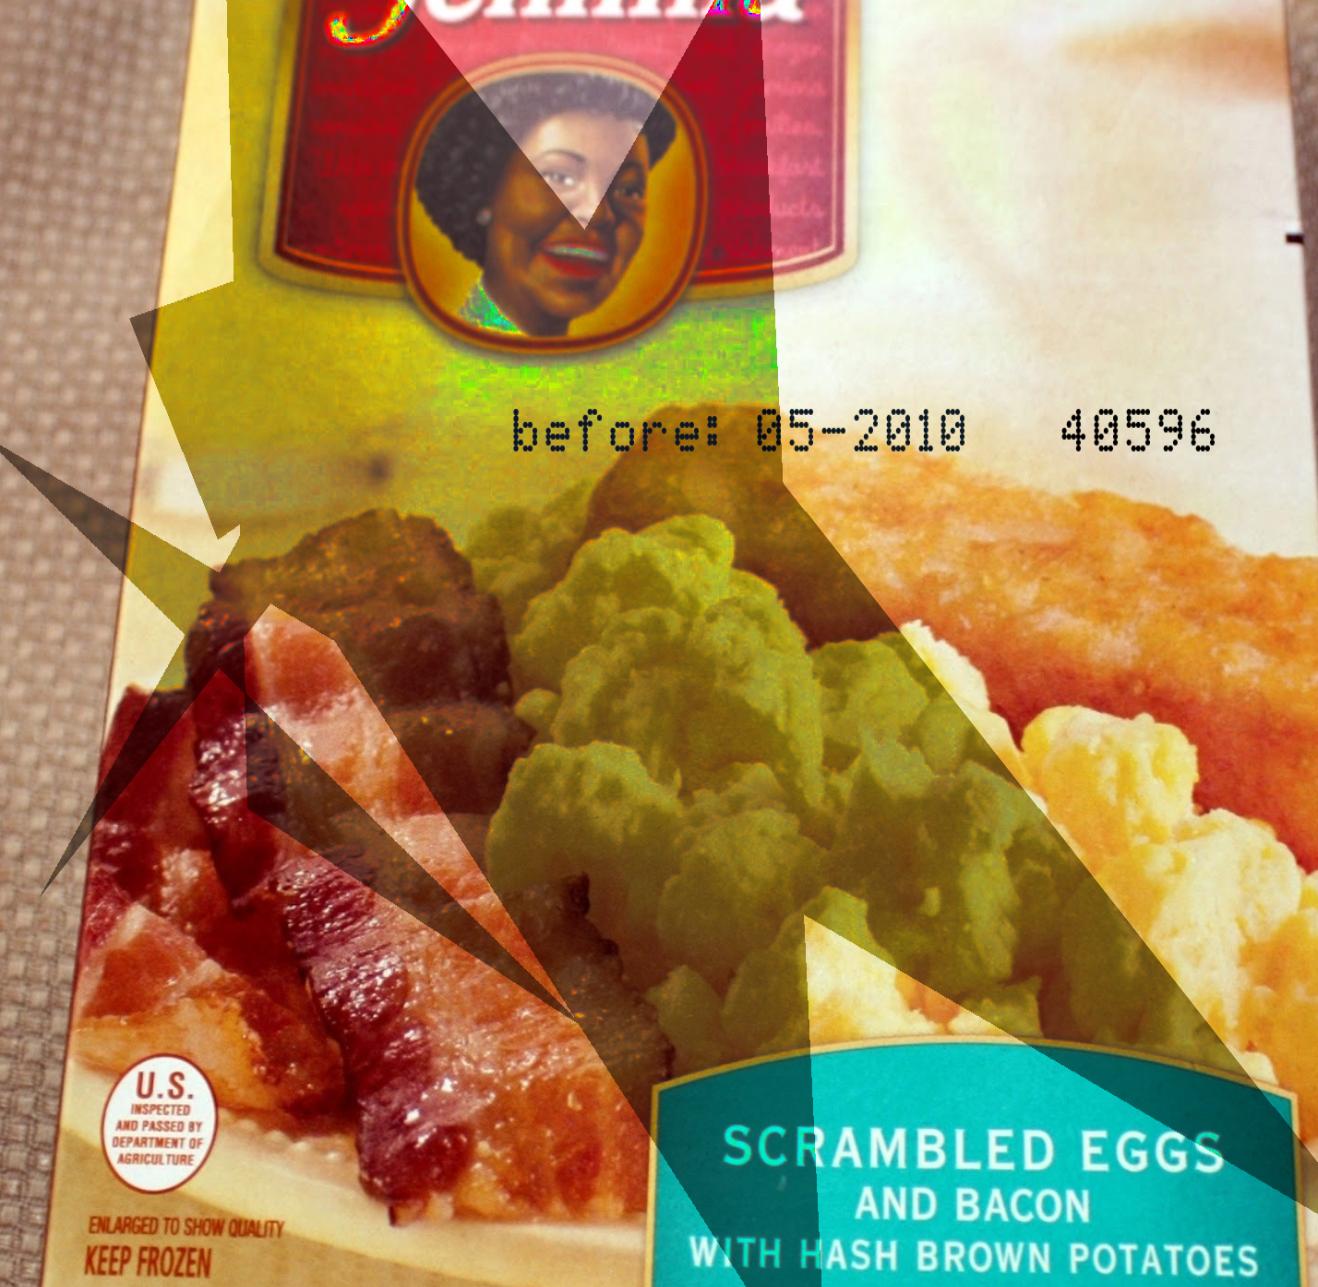 Jemima
before: 05-2010 40596
SCRAMBLED EGGS
AND BACON
WITH HASH BROWN POTATOES
U.S.
INSPECTED
AND PASSED BY
DEPARTMENT OF
AGRICULTURE
ENLARGED TO SHOW QUALITY
KEEP FROZEN